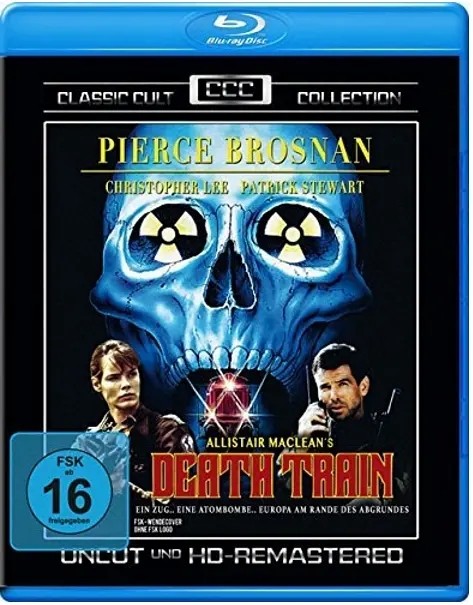 Blu-ray Disc
CLASSIC CULT CCC COLLECTION
PIERCE BROSNAN
CHRISTOPHER LEE PATRICK STEWART
ALLISTAIR MACLEAN'S
DEATH TRAIN
EIN ZUG.. EINE ATOMBOMBE.. EUROPA AM RANDE DES ABGRUNDES
FSK-WENDECOVER
OHNE FSK LOGO
FSK
ab
16
freigegeben
UNCUT UND HD-REMASTERED